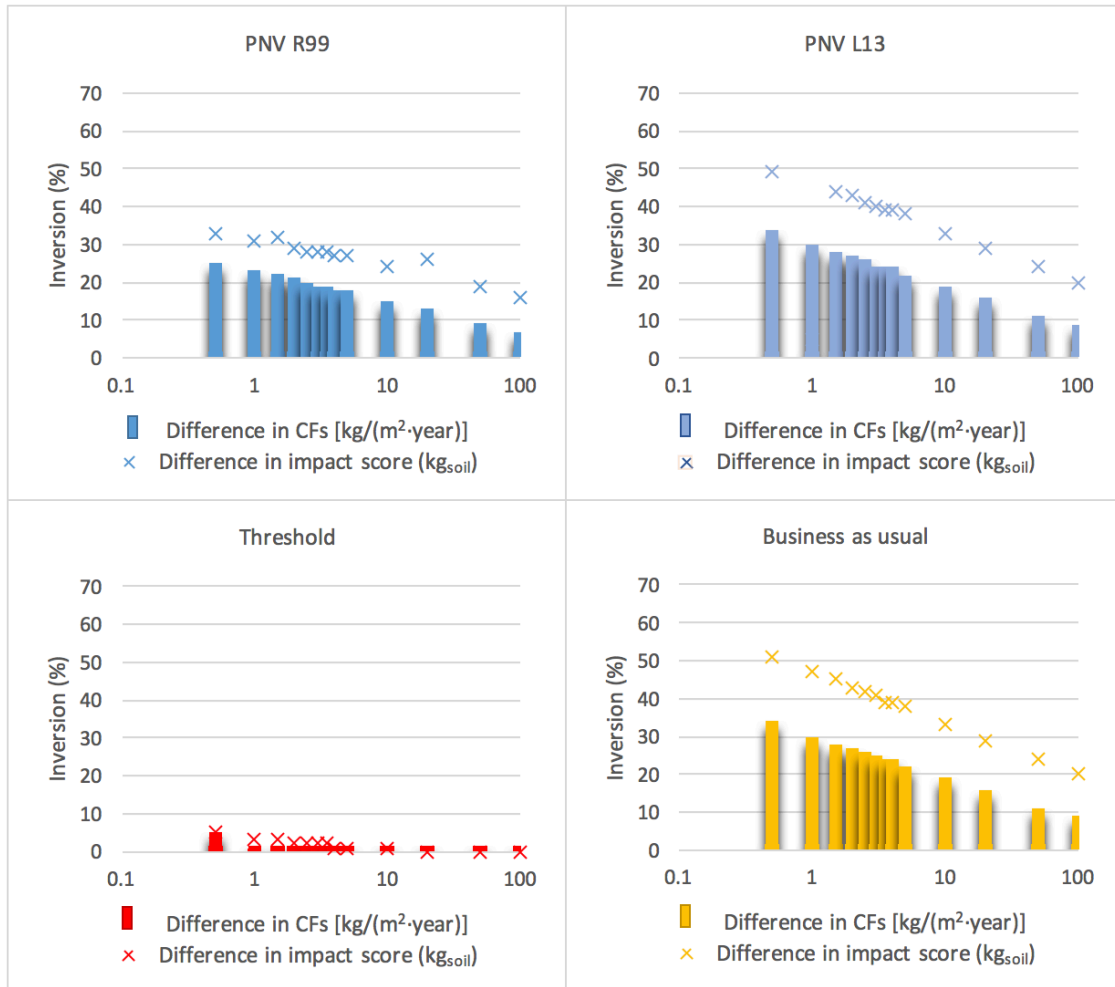 PNV R99
70
60
50
40
30
20
10
0
Inversion (%)
0.1 1 10 100
Difference in CFs [kg/(m²·year)]
Difference in impact score (kgsoil)
PNV L13
70
60
50
40
30
20
10
0
Inversion (%)
0.1 1 10 100
Difference in CFs [kg/(m²·year)]
Difference in impact score (kgsoil)
Threshold
70
60
50
40
30
20
10
0
Inversion (%)
0.1 1 10 100
Difference in CFs [kg/(m²·year)]
Difference in impact score (kgsoil)
Business as usual
70
60
50
40
30
20
10
0
Inversion (%)
0.1 1 10 100
Difference in CFs [kg/(m²·year)]
Difference in impact score (kgsoil)